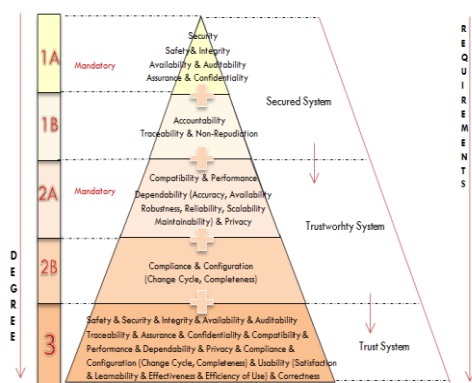 1A
Mandatory
Security
Safety & Integrity
Availability & Auditability
Assurance & Confidentiality
1B
Accountability
Traceability & Non-Repudiation
Secured System
2A
Mandatory
Compatibility & Performance
Dependability (Accuracy, Availability
Robustness, Reliability, Scalability
Maintainability) & Privacy
Trustworhty System
2B
Compliance & Configuration
(Change Cycle, Completeness)
3
Safety & Security & Integrity & Availability & Auditability
Traceability & Assurance & Confidentiality & Compatibility &
Performance & Dependability & Privacy & Compliance &
Configuration (Change Cycle, Completeness) & Usability (Satisfaction
& Learnability & Effectiveness & Efficiency of Use) & Correctness
Trust System
DEGREE
REQUIREMENTS